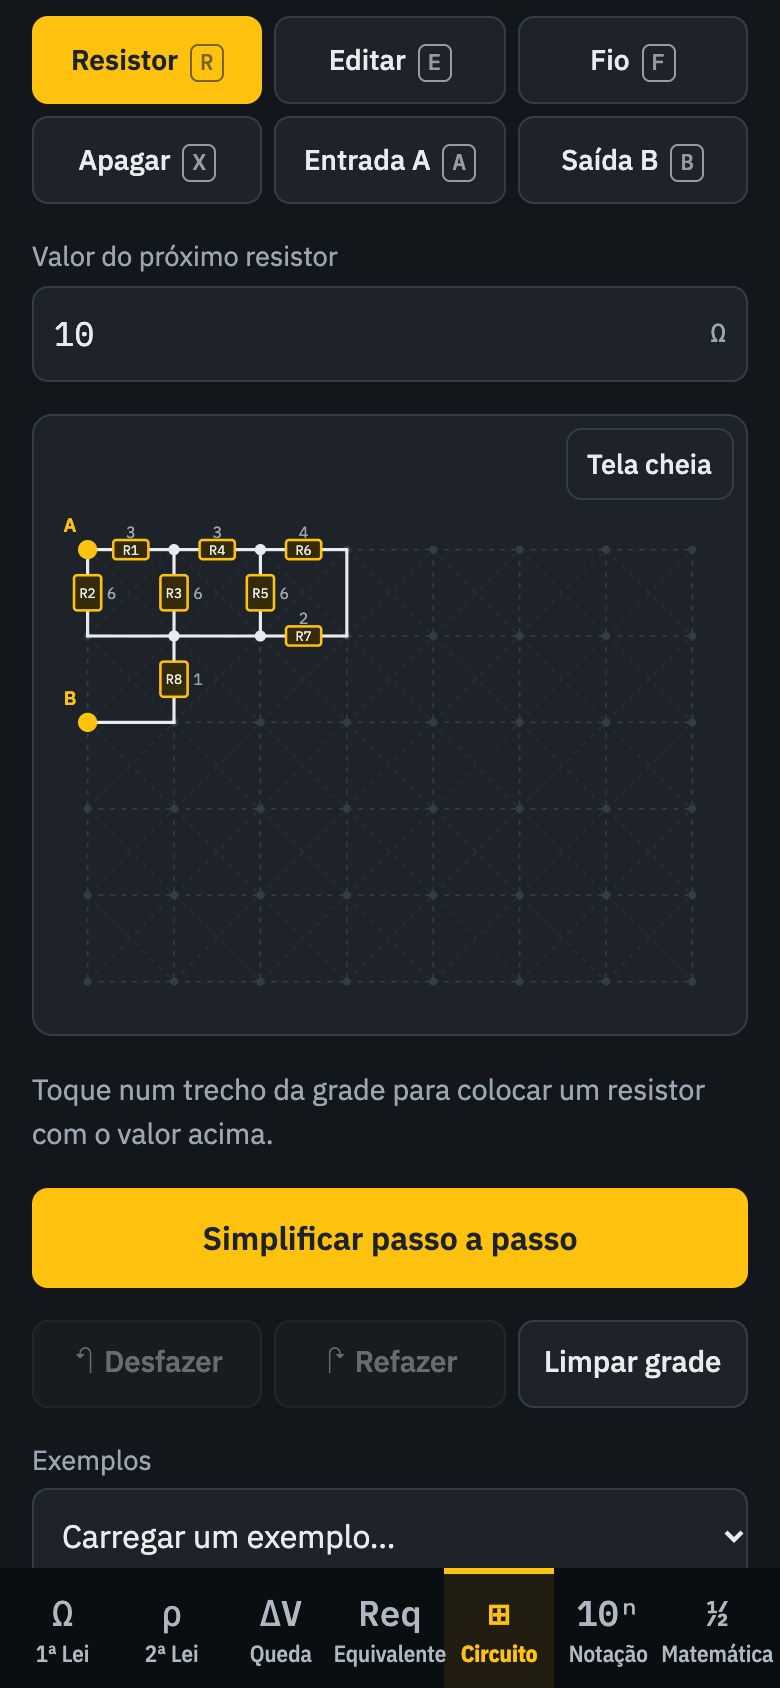 Resistor R Editar E Fio F
Apagar X Entrada A A Saída B B
Valor do próximo resistor
10 Ω
Tela cheia
A 3 3 4
R1 R4 R6
R2 6 R3 6 R5 6
2
R7
R8 1
B
Toque num trecho da grade para colocar um resistor
com o valor acima.
Simplificar passo a passo
Desfazer Refazer Limpar grade
Exemplos
Carregar um exemplo...
Ω ρ ΔV Req ⊞ 10ⁿ ½
1ª Lei 2ª Lei Queda Equivalente Circuito Notação Matemática